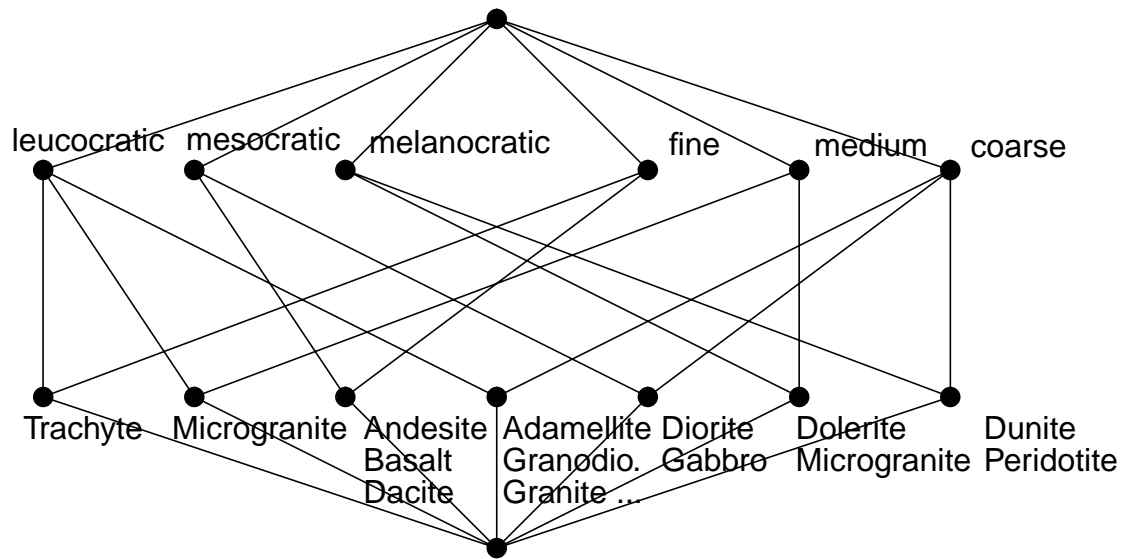 leucocratic mesocratic melanocratic fine medium coarse
Trachyte Microgranite Andesite Adamellite Diorite Dolerite Dunite
Basalt Granodio. Gabbro Microgranite Peridotite
Dacite Granite ...